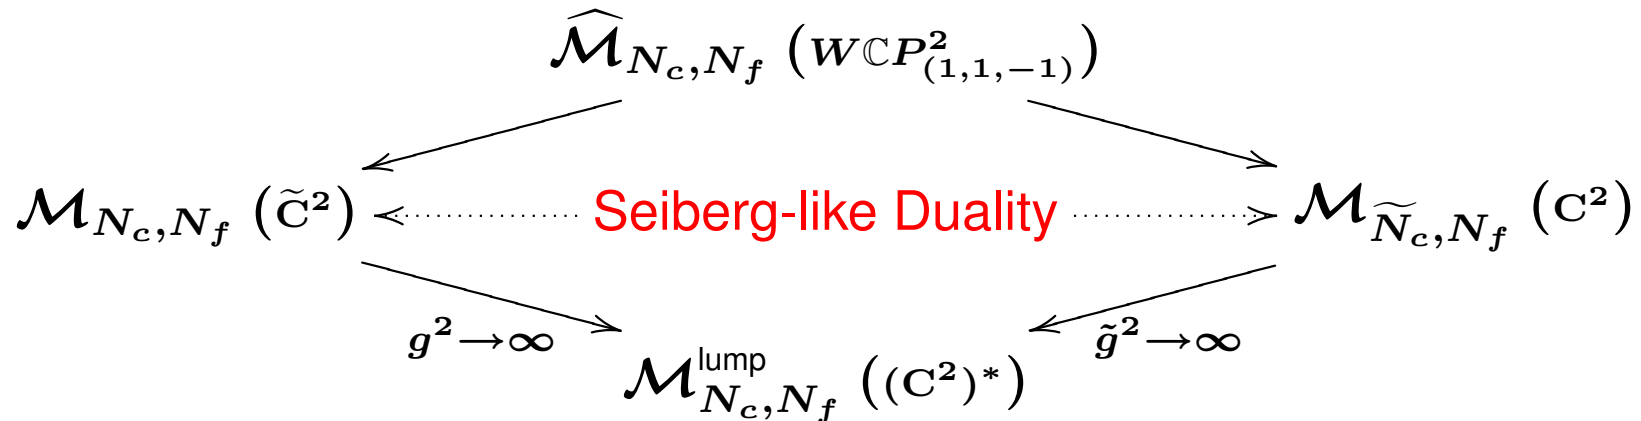 $\widehat{\mathcal{M}}_{N_c,N_f}\left(W\mathbb{C}P^2_{(1,1,-1)}\right)$
$\mathcal{M}_{N_c,N_f}\left(\widetilde{\mathbf{C}}^2\right)$ Seiberg-like Duality $\mathcal{M}_{\widetilde{N_c},N_f}\left(\mathbf{C}^2\right)$
$g^2\to\infty$ $\tilde{g}^2\to\infty$
$\mathcal{M}^{\text{lump}}_{N_c,N_f}\left((\mathbf{C}^2)^*\right)$